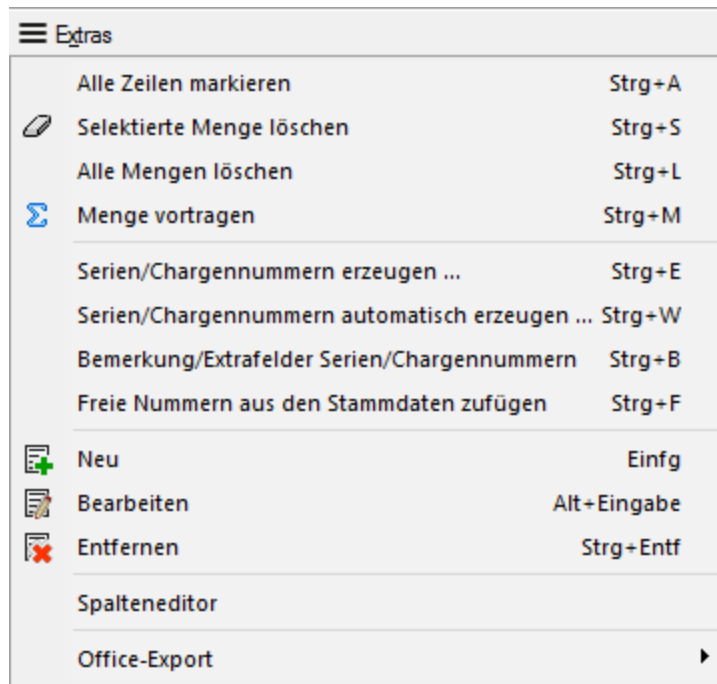 Extras
Alle Zeilen markieren Strg+A
Selektierte Menge löschen Strg+S
Alle Mengen löschen Strg+L
Menge vortragen Strg+M
Serien/Chargennummern erzeugen ... Strg+E
Serien/Chargennummern automatisch erzeugen ... Strg+W
Bemerkung/Extrafelder Serien/Chargennummern Strg+B
Freie Nummern aus den Stammdaten zufügen Strg+F
Neu Einfg
Bearbeiten Alt+Eingabe
Entfernen Strg+Entf
Spalteneditor
Office-Export